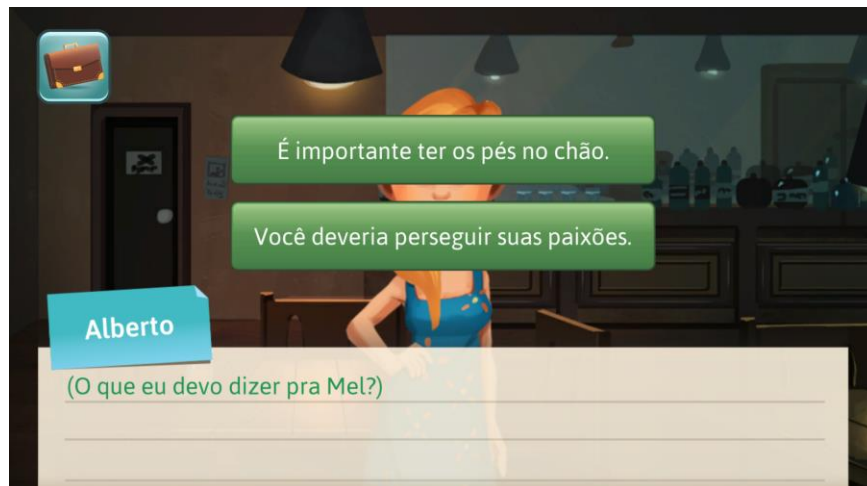 É importante ter os pés no chão.
Você deveria perseguir suas paixões.
Alberto
(O que eu devo dizer pra Mel?)